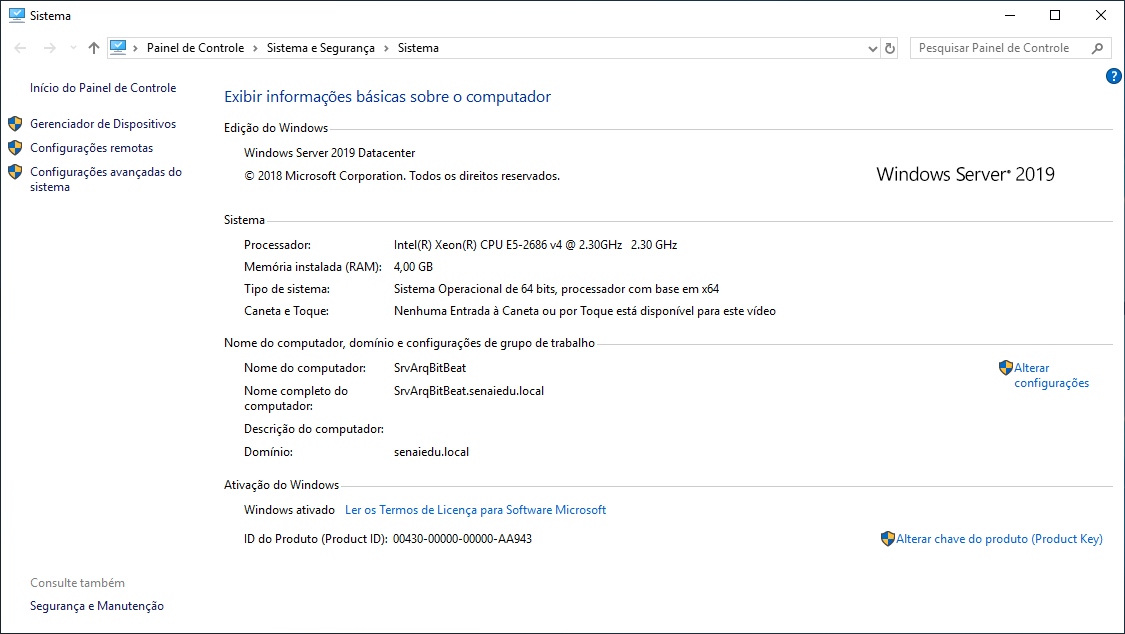 Sistema
Painel de Controle > Sistema e Segurança > Sistema
Pesquisar Painel de Controle
?
Início do Painel de Controle
Gerenciador de Dispositivos
Configurações remotas
Configurações avançadas do
sistema
Exibir informações básicas sobre o computador
Edição do Windows
Windows Server 2019 Datacenter
© 2018 Microsoft Corporation. Todos os direitos reservados.
Windows Server® 2019
Sistema
Processador: Intel(R) Xeon(R) CPU E5-2686 v4 @ 2.30GHz 2.30 GHz
Memória instalada (RAM): 4,00 GB
Tipo de sistema: Sistema Operacional de 64 bits, processador com base em x64
Caneta e Toque: Nenhuma Entrada à Caneta ou por Toque está disponível para este vídeo
Nome do computador, domínio e configurações de grupo de trabalho
Nome do computador: SrvArqBitBeat
Alterar
configurações
Nome completo do
computador: SrvArqBitBeat.senaiedu.local
Descrição do computador:
Domínio: senaiedu.local
Ativação do Windows
Windows ativado Ler os Termos de Licença para Software Microsoft
ID do Produto (Product ID): 00430-00000-00000-AA943
Alterar chave do produto (Product Key)
Consulte também
Segurança e Manutenção